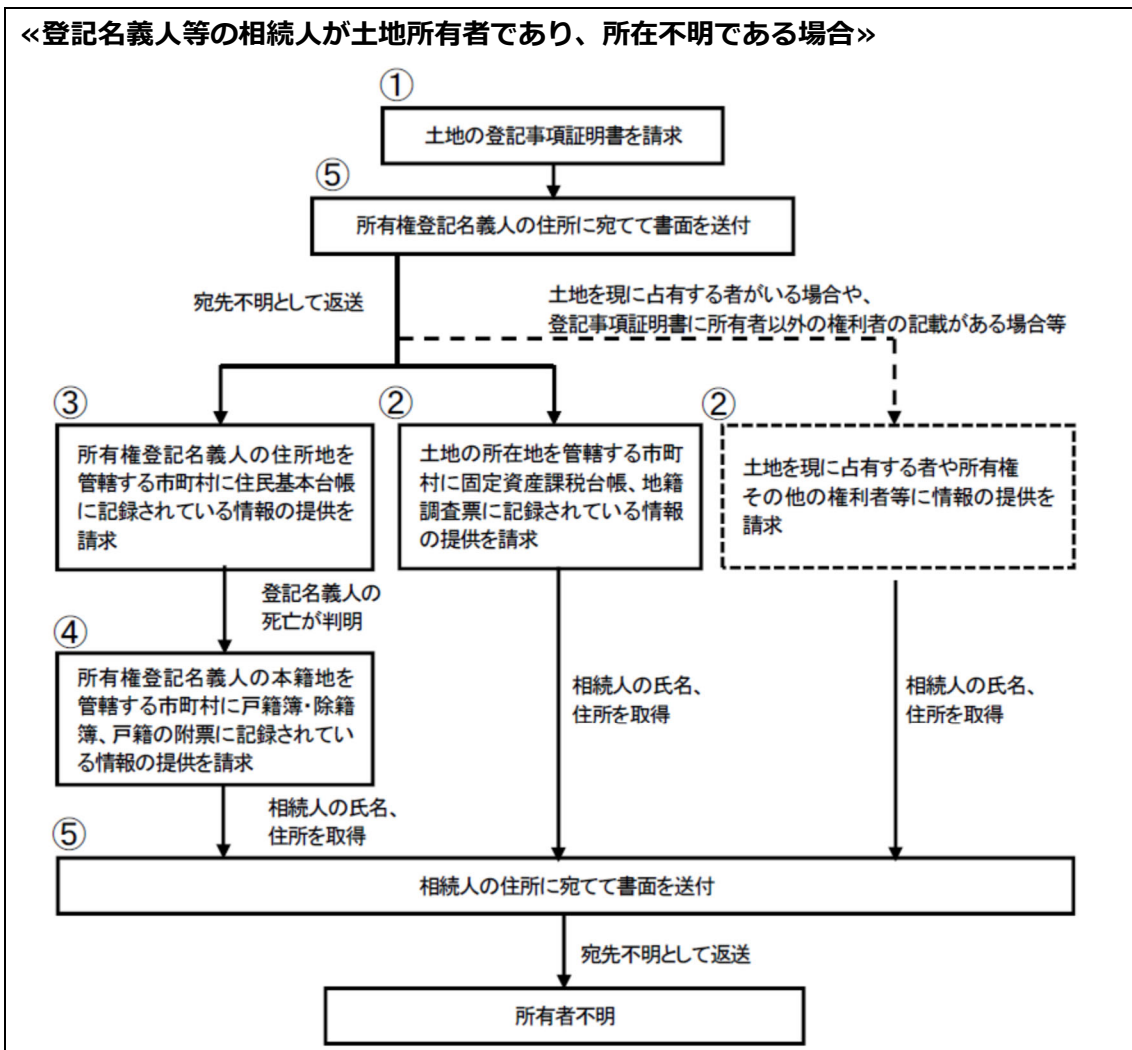 ≪登記名義人等の相続人が土地所有者であり、所在不明である場合≫
①
土地の登記事項証明書を請求
⑤
所有権登記名義人の住所に宛てて書面を送付
宛先不明として返送
土地を現に占有する者がいる場合や、
登記事項証明書に所有者以外の権利者の記載がある場合等
③
所有権登記名義人の住所地を
管轄する市町村に住民基本台帳
に記録されている情報の提供を
請求
②
土地の所在地を管轄する市町
村に固定資産課税台帳、地籍
調査票に記録されている情報
の提供を請求
②
土地を現に占有する者や所有権
その他の権利者等に情報の提供を
請求
登記名義人の
死亡が判明
④
所有権登記名義人の本籍地を
管轄する市町村に戸籍簿・除籍
簿、戸籍の附票に記録されてい
る情報の提供を請求
相続人の氏名、
住所を取得
相続人の氏名、
住所を取得
相続人の氏名、
住所を取得
⑤
相続人の住所に宛てて書面を送付
宛先不明として返送
所有者不明